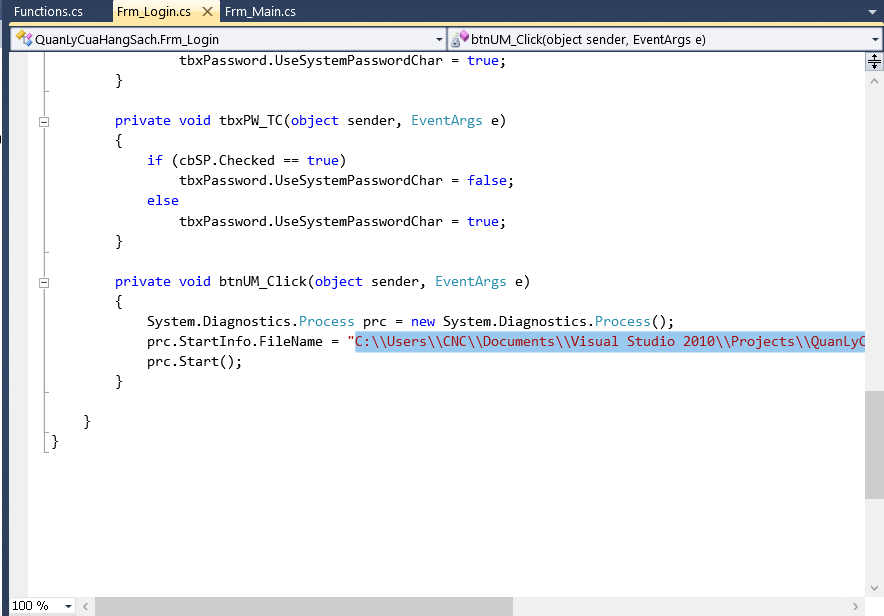 Functions.cs Frm_Login.cs Frm_Main.cs
QuanLyCuaHangSach.Frm_Login btnUM_Click(object sender, EventArgs e)
tbxPassword.UseSystemPasswordChar = true;
}
private void tbxPW_TC(object sender, EventArgs e)
{
if (cbSP.Checked == true)
tbxPassword.UseSystemPasswordChar = false;
else
tbxPassword.UseSystemPasswordChar = true;
}
private void btnUM_Click(object sender, EventArgs e)
{
System.Diagnostics.Process prc = new System.Diagnostics.Process();
prc.StartInfo.FileName = "C:\\Users\\CNC\\Documents\\Visual Studio 2010\\Projects\\QuanLyC
prc.Start();
}
}
}
100 %